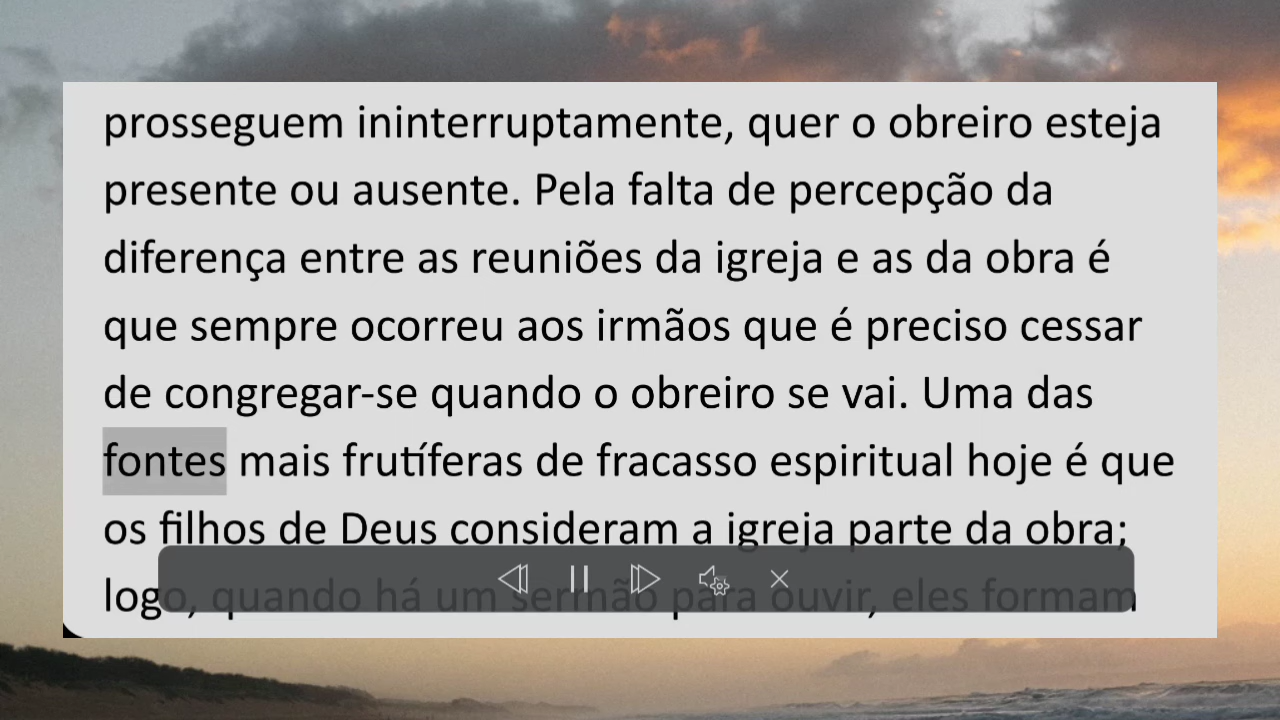 prosseguem ininterruptamente, quer o obreiro esteja
presente ou ausente. Pela falta de percepção da
diferença entre as reuniões da igreja e as da obra é
que sempre ocorreu aos irmãos que é preciso cessar
de congregar-se quando o obreiro se vai. Uma das
fontes mais frutíferas de fracasso espiritual hoje é que
os filhos de Deus consideram a igreja parte da obra;
logo, quando há um sermão para ouvir, eles formam